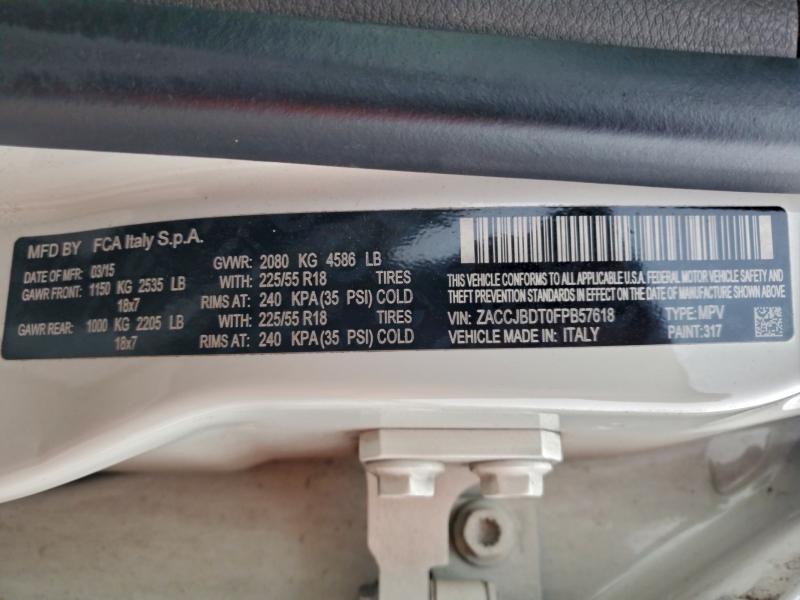 MFD BY FCA Italy S.p.A.
DATE OF MFR: 03/15 GVWR: 2080 KG 4586 LB
GAWR FRONT: 1150 KG 2535 LB WITH: 225/55 R18 TIRES
18x7 RIMS AT: 240 KPA (35 PSI) COLD
GAWR REAR: 1000 KG 2205 LB WITH: 225/55 R18 TIRES
18x7 RIMS AT: 240 KPA (35 PSI) COLD
THIS VEHICLE CONFORMS TO ALL APPLICABLE U.S.A. FEDERAL MOTOR VEHICLE SAFETY AND
THEFT PREVENTION STANDARDS IN EFFECT ON THE DATE OF MANUFACTURE SHOWN ABOVE
VIN: ZACCJBDT0FPB57618 TYPE: MPV
VEHICLE MADE IN: ITALY PAINT: 317